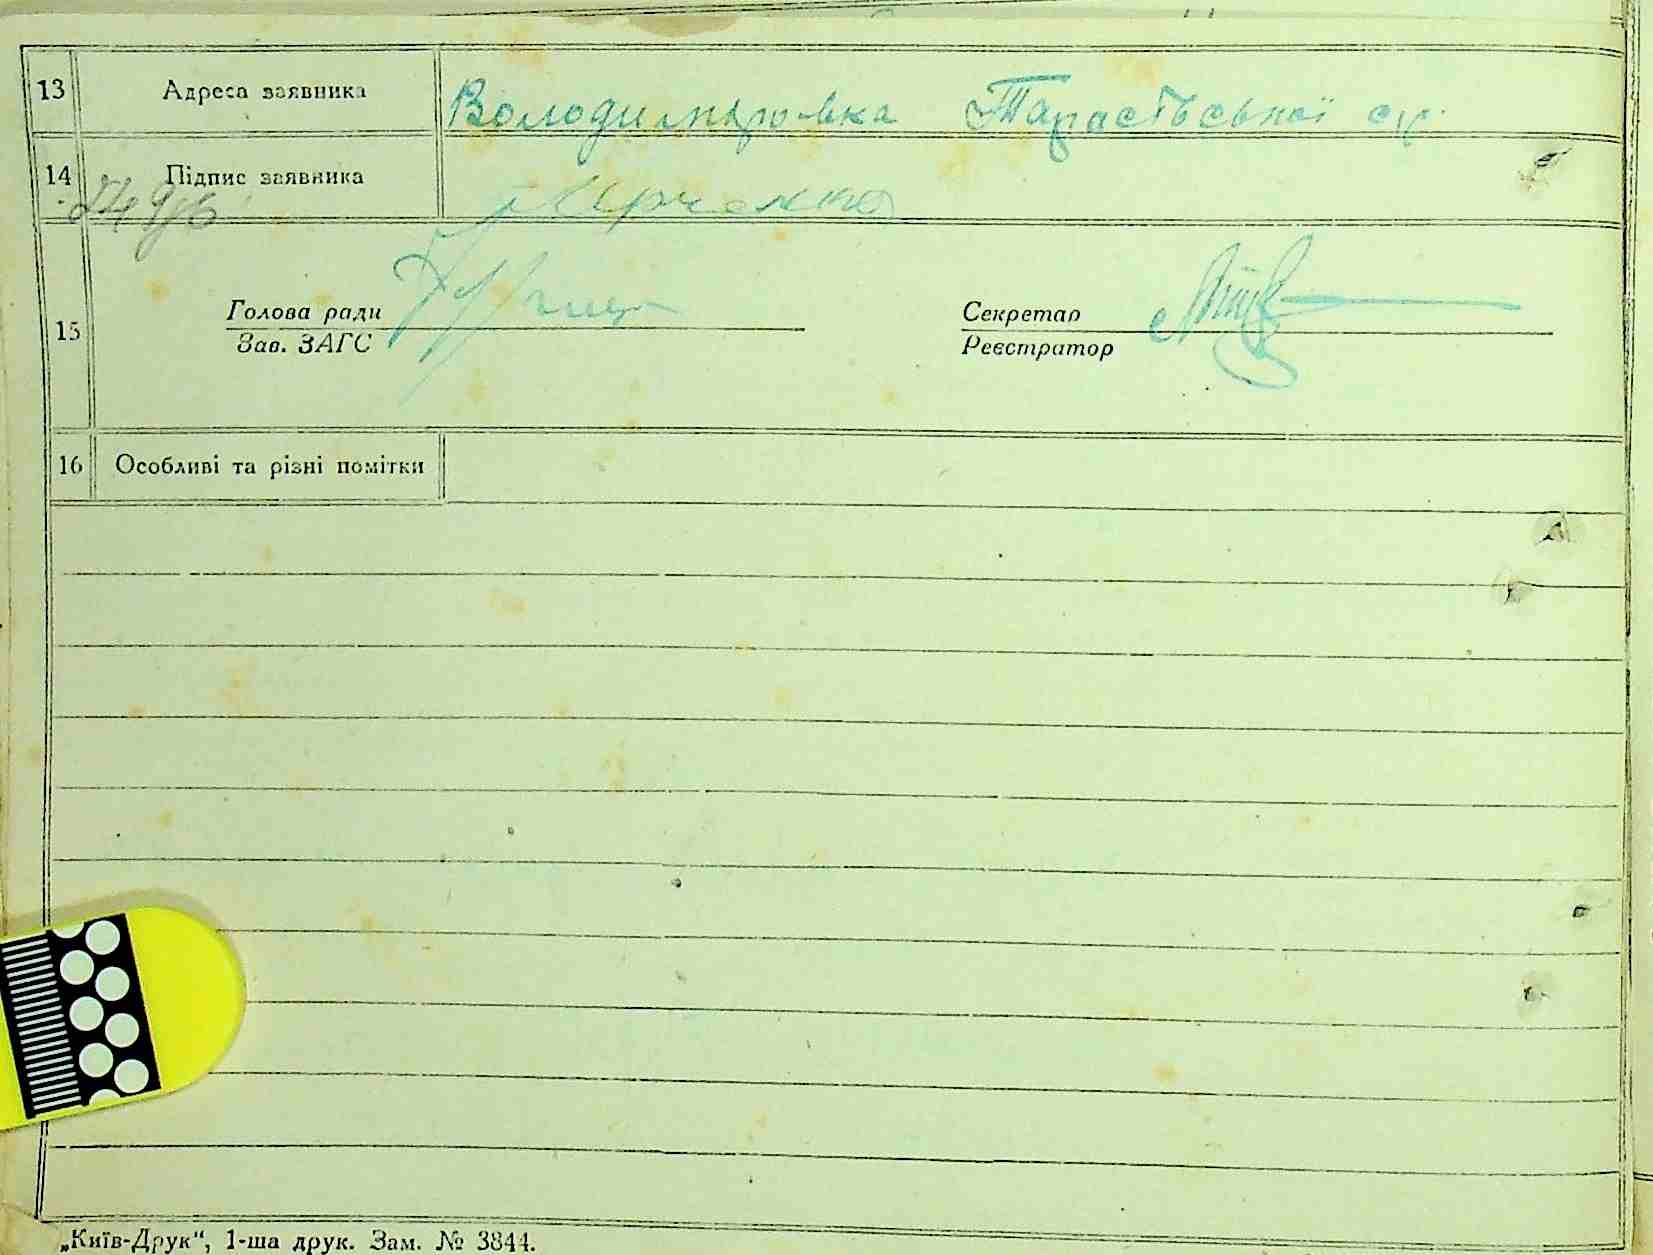 13 Адреса заявника Володимировка Тарасівської с/р.
14 Підпис заявника
15
Голова ради Секретар
Зав. ЗАГС Реєстратор
16 Особливі та різні помітки
„Київ-Друк“, 1-ша друк. Зам. № 3844.